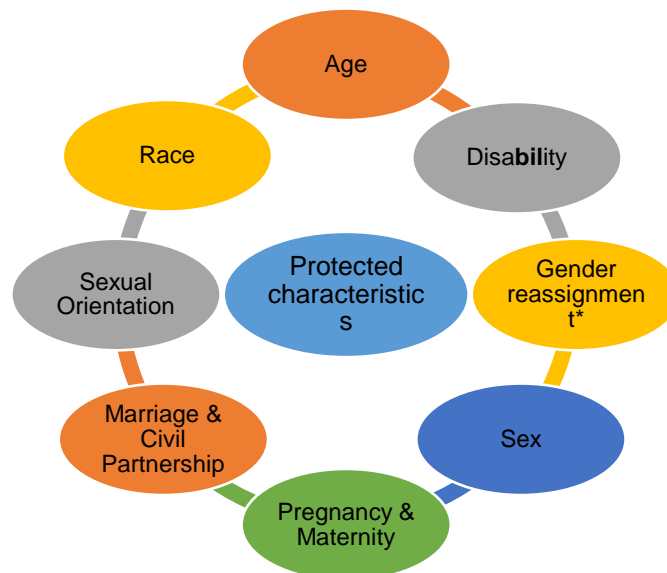 Age
Race
Disability
Sexual
Orientation
Protected
characteristic
s
Gender
reassignmen
t*
Marriage &
Civil
Partnership
Sex
Pregnancy &
Maternity